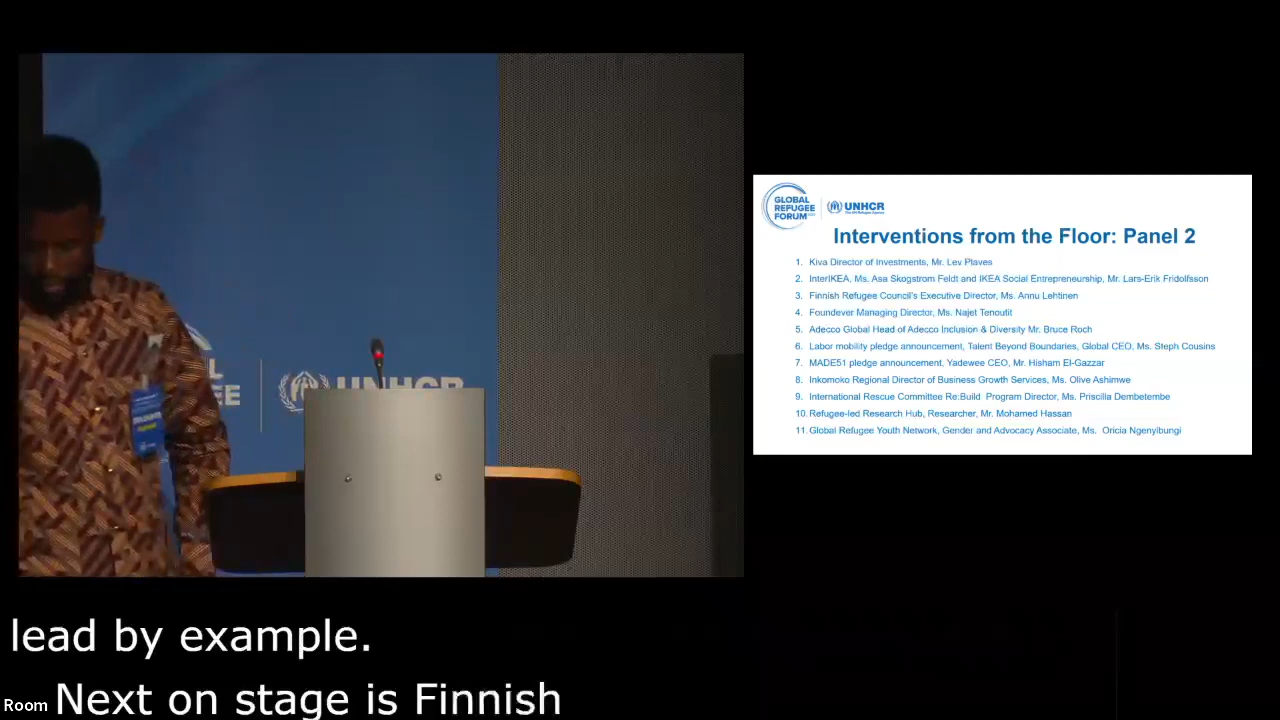 L
EE
UNHCR
GLOBAL
REFUGEE
FORUM
UNHCR
The UN Refugee Agency
Interventions from the Floor: Panel 2
1. Kiva Director of Investments, Mr. Lev Plaves
2. InterIKEA, Ms. Asa Skogstrom Feldt and IKEA Social Entrepreneurship, Mr. Lars-Erik Fridolfsson
3. Finnish Refugee Council's Executive Director, Ms. Annu Lehtinen
4. Foundever Managing Director, Ms. Najet Tenoutit
5. Adecco Global Head of Adecco Inclusion & Diversity Mr. Bruce Roch
6. Labor mobility pledge announcement, Talent Beyond Boundaries, Global CEO, Ms. Steph Cousins
7. MADE51 pledge announcement, Yadewee CEO, Mr. Hisham El-Gazzar
8. Inkomoko Regional Director of Business Growth Services, Ms. Olive Ashimwe
9. International Rescue Committee Re:Build Program Director, Ms. Priscilla Dembetembe
10. Refugee-led Research Hub, Researcher, Mr. Mohamed Hassan
11. Global Refugee Youth Network, Gender and Advocacy Associate, Ms. Oricia Ngenyibungi
lead by example.
Room Next on stage is Finnish